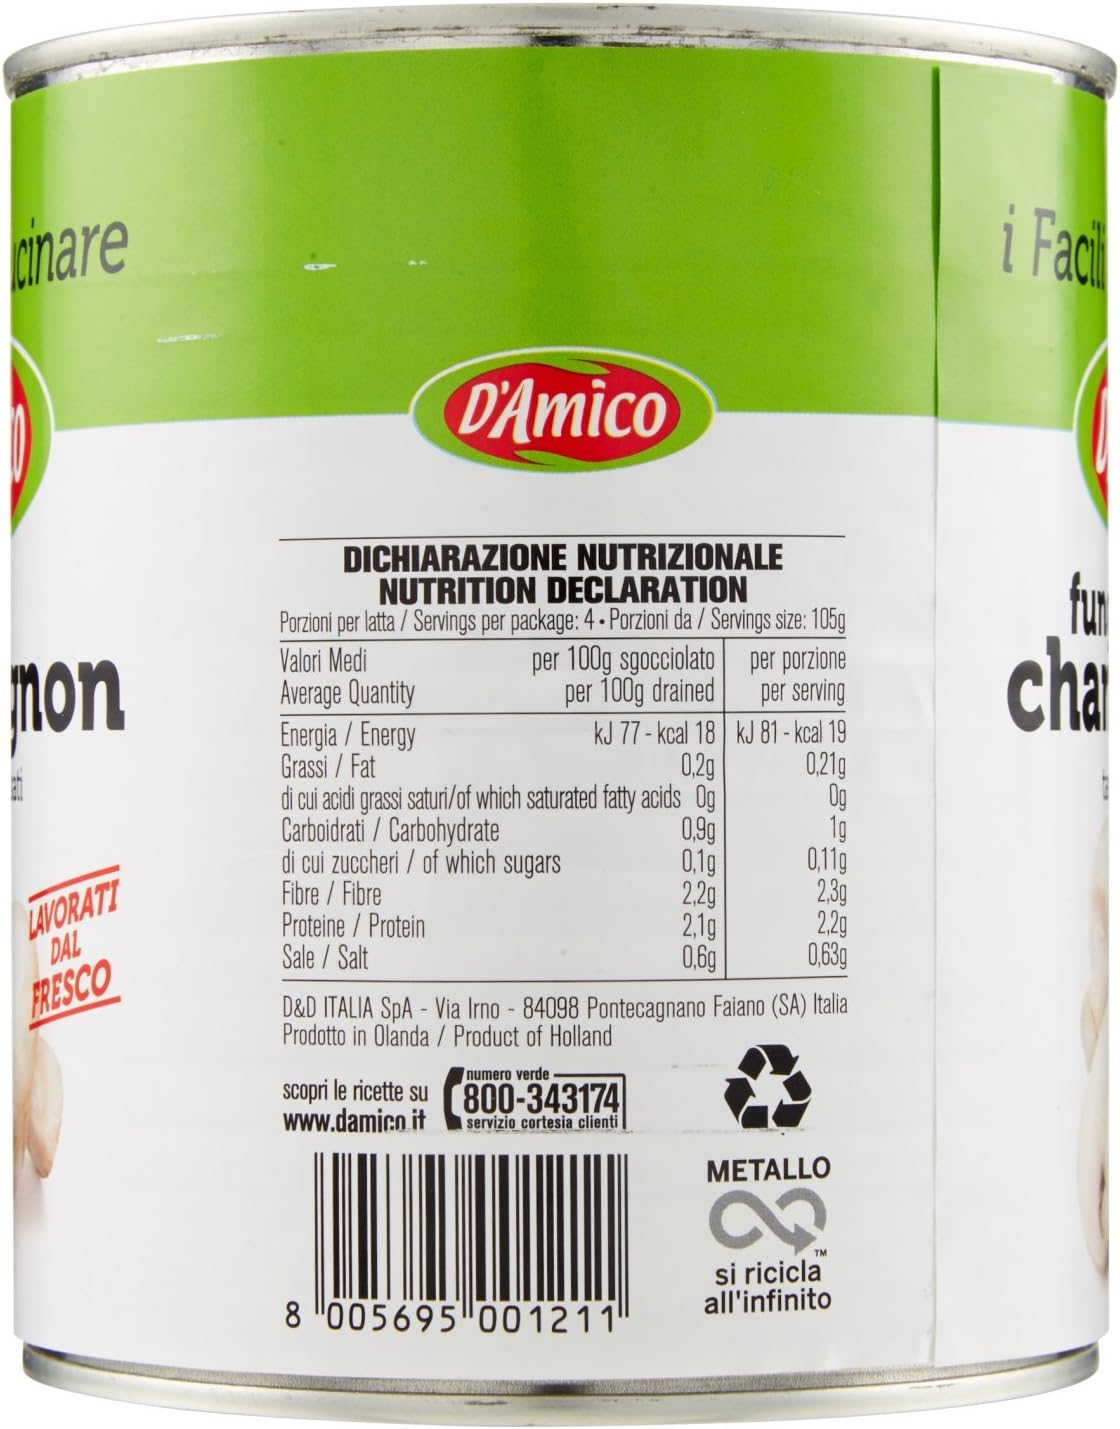 i Facili
D'Amico
DICHIARAZIONE NUTRIZIONALE
NUTRITION DECLARATION
Porzioni per latta / Servings per package: 4 • Porzioni da / Servings size: 105g
Valori Medi per 100g sgocciolato per porzione
Average Quantity per 100g drained per serving
Energia / Energy kJ 77 - kcal 18 kJ 81 - kcal 19
Grassi / Fat 0,2g 0,21g
di cui acidi grassi saturi/of which saturated fatty acids 0g 0g
Carboidrati / Carbohydrate 0,9g 1g
di cui zuccheri / of which sugars 0,1g 0,11g
Fibre / Fibre 2,2g 2,3g
Proteine / Protein 2,1g 2,2g
Sale / Salt 0,6g 0,63g
D&D ITALIA SpA - Via Irno - 84098 Pontecagnano Faiano (SA) Italia
Prodotto in Olanda / Product of Holland
scopri le ricette su
www.damico.it
numero verde
800-343174
servizio cortesia clienti
8 005695 001211
METALLO
TM
si ricicla
all'infinito
cinare
gnon
LAVORATI
DAL
FRESCO
fun
cha